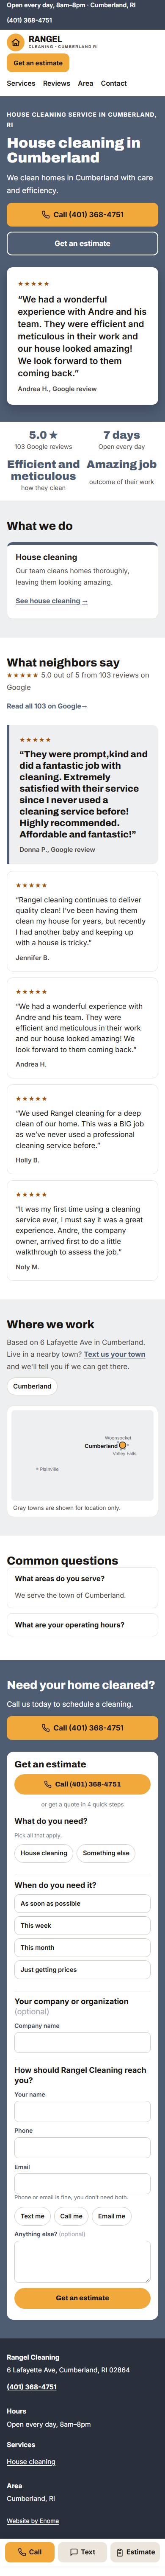 Open every day, 8am–8pm · Cumberland, RI
(401) 368-4751
RANGEL
CLEANING · CUMBERLAND RI
Get an estimate
Services Reviews Area Contact
HOUSE CLEANING SERVICE IN CUMBERLAND,
RI
House cleaning in
Cumberland
We clean homes in Cumberland with care
and efficiency.
Call (401) 368-4751
Get an estimate
★★★★★
“We had a wonderful
experience with Andre and his
team. They were efficient and
meticulous in their work and
our house looked amazing!
We look forward to them
coming back.”
Andrea H., Google review
5.0 ★
103 Google reviews
7 days
Open every day
Efficient and
meticulous
how they clean
Amazing job
outcome of their work
What we do
House cleaning
Our team cleans homes thoroughly,
leaving them looking amazing.
See house cleaning →
What neighbors say
★★★★★ 5.0 out of 5 from 103 reviews on
Google
Read all 103 on Google→
★★★★★
“They were prompt,kind and
did a fantastic job with
cleaning. Extremely
satisfied with their service
since I never used a
cleaning service before!
Highly recommended.
Affordable and fantastic!”
Donna P., Google review
★★★★★
“Rangel cleaning continues to deliver
quality clean! I’ve been having them
clean my house for years, but recently
I had another baby and keeping up
with a house is tricky.”
Jennifer B.
★★★★★
“We had a wonderful experience with
Andre and his team. They were
efficient and meticulous in their work
and our house looked amazing! We
look forward to them coming back.”
Andrea H.
★★★★★
“We used Rangel cleaning for a deep
clean of our home. This was a BIG job
as we’ve never used a professional
cleaning service before.”
Holly B.
★★★★★
“It was my first time using a cleaning
service ever, I must say it was a great
experience. Andre, the company
owner, arrived first to do a little
walkthrough to assess the job.”
Noly M.
Where we work
Based on 6 Lafayette Ave in Cumberland.
Live in a nearby town? Text us your town
and we’ll tell you if we can get there.
Cumberland
Woonsocket
Cumberland
Valley Falls
Plainville
Gray towns are shown for location only.
Common questions
What areas do you serve?
We serve the town of Cumberland.
What are your operating hours?
Need your home cleaned?
Call us today to schedule a cleaning.
Call (401) 368-4751
Get an estimate
Call (401) 368-4751
or get a quote in 4 quick steps
What do you need?
Pick all that apply.
House cleaning Something else
When do you need it?
As soon as possible
This week
This month
Just getting prices
Your company or organization
(optional)
Company name
How should Rangel Cleaning reach
you?
Your name
Phone
Email
Phone or email is fine, you don’t need both.
Text me Call me Email me
Anything else? (optional)
Get an estimate
Rangel Cleaning
6 Lafayette Ave, Cumberland, RI 02864
(401) 368-4751
Hours
Open every day, 8am–8pm
Services
House cleaning
Area
Cumberland, RI
Website by Enoma
Call Text Estimate